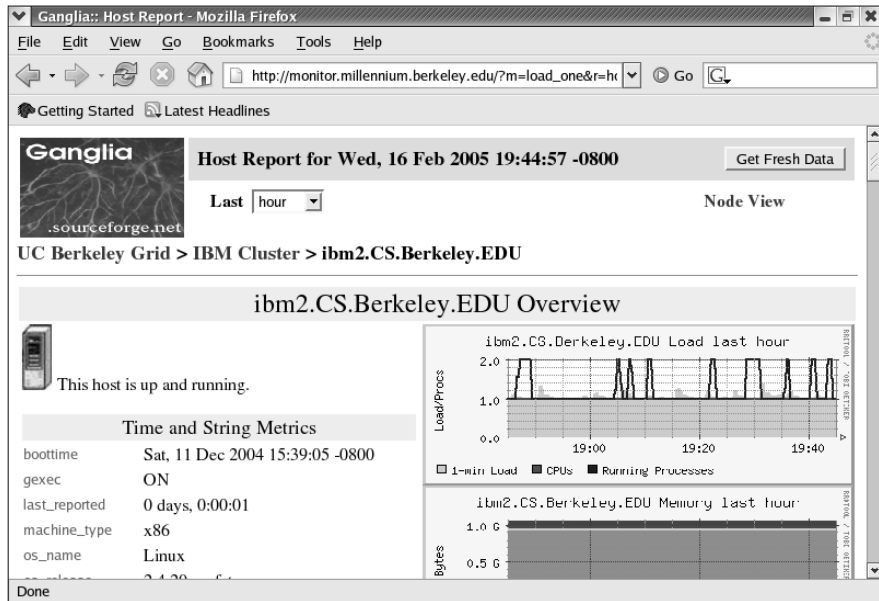 Ganglia:: Host Report - Mozilla Firefox
File Edit View Go Bookmarks Tools Help
http://monitor.millennium.berkeley.edu/?m=load_one&r=ho Go G
Getting Started Latest Headlines
Ganglia
.sourceforge.net
Host Report for Wed, 16 Feb 2005 19:44:57 -0800
Get Fresh Data
Last hour
Node View
UC Berkeley Grid > IBM Cluster > ibm2.CS.Berkeley.EDU
ibm2.CS.Berkeley.EDU Overview
This host is up and running.
Time and String Metrics
boottime Sat, 11 Dec 2004 15:39:05 -0800
gexec ON
last_reported 0 days, 0:00:01
machine_type x86
os_name Linux
ibm2.CS.Berkeley.EDU Load last hour
Load/Procs
2.0
1.0
0.0
19:00 19:20 19:40
1-min Load CPUs Running Processes
RRDTOOL / TOBI OETIKER
ibm2.CS.Berkeley.EDU Memory last hour
Bytes
1.0 G
0.5 G
RRDTOOL / TOBI OETIKER
Done